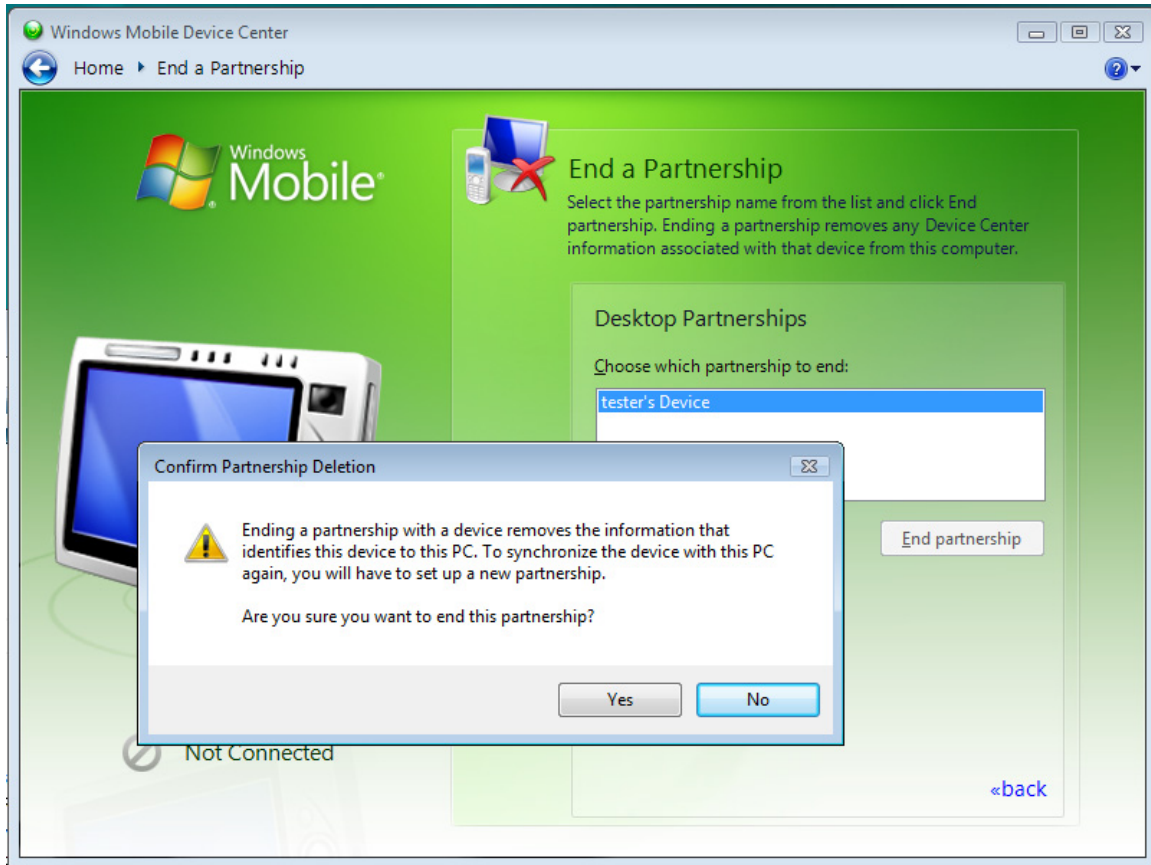 Windows Mobile Device Center
Home ▸ End a Partnership
Windows
Mobile®
End a Partnership
Select the partnership name from the list and click End
partnership. Ending a partnership removes any Device Center
information associated with that device from this computer.
Desktop Partnerships
Choose which partnership to end:
tester's Device
Confirm Partnership Deletion
Ending a partnership with a device removes the information that
identifies this device to this PC. To synchronize the device with this PC
again, you will have to set up a new partnership.
Are you sure you want to end this partnership?
Yes
No
End partnership
Not Connected
«back